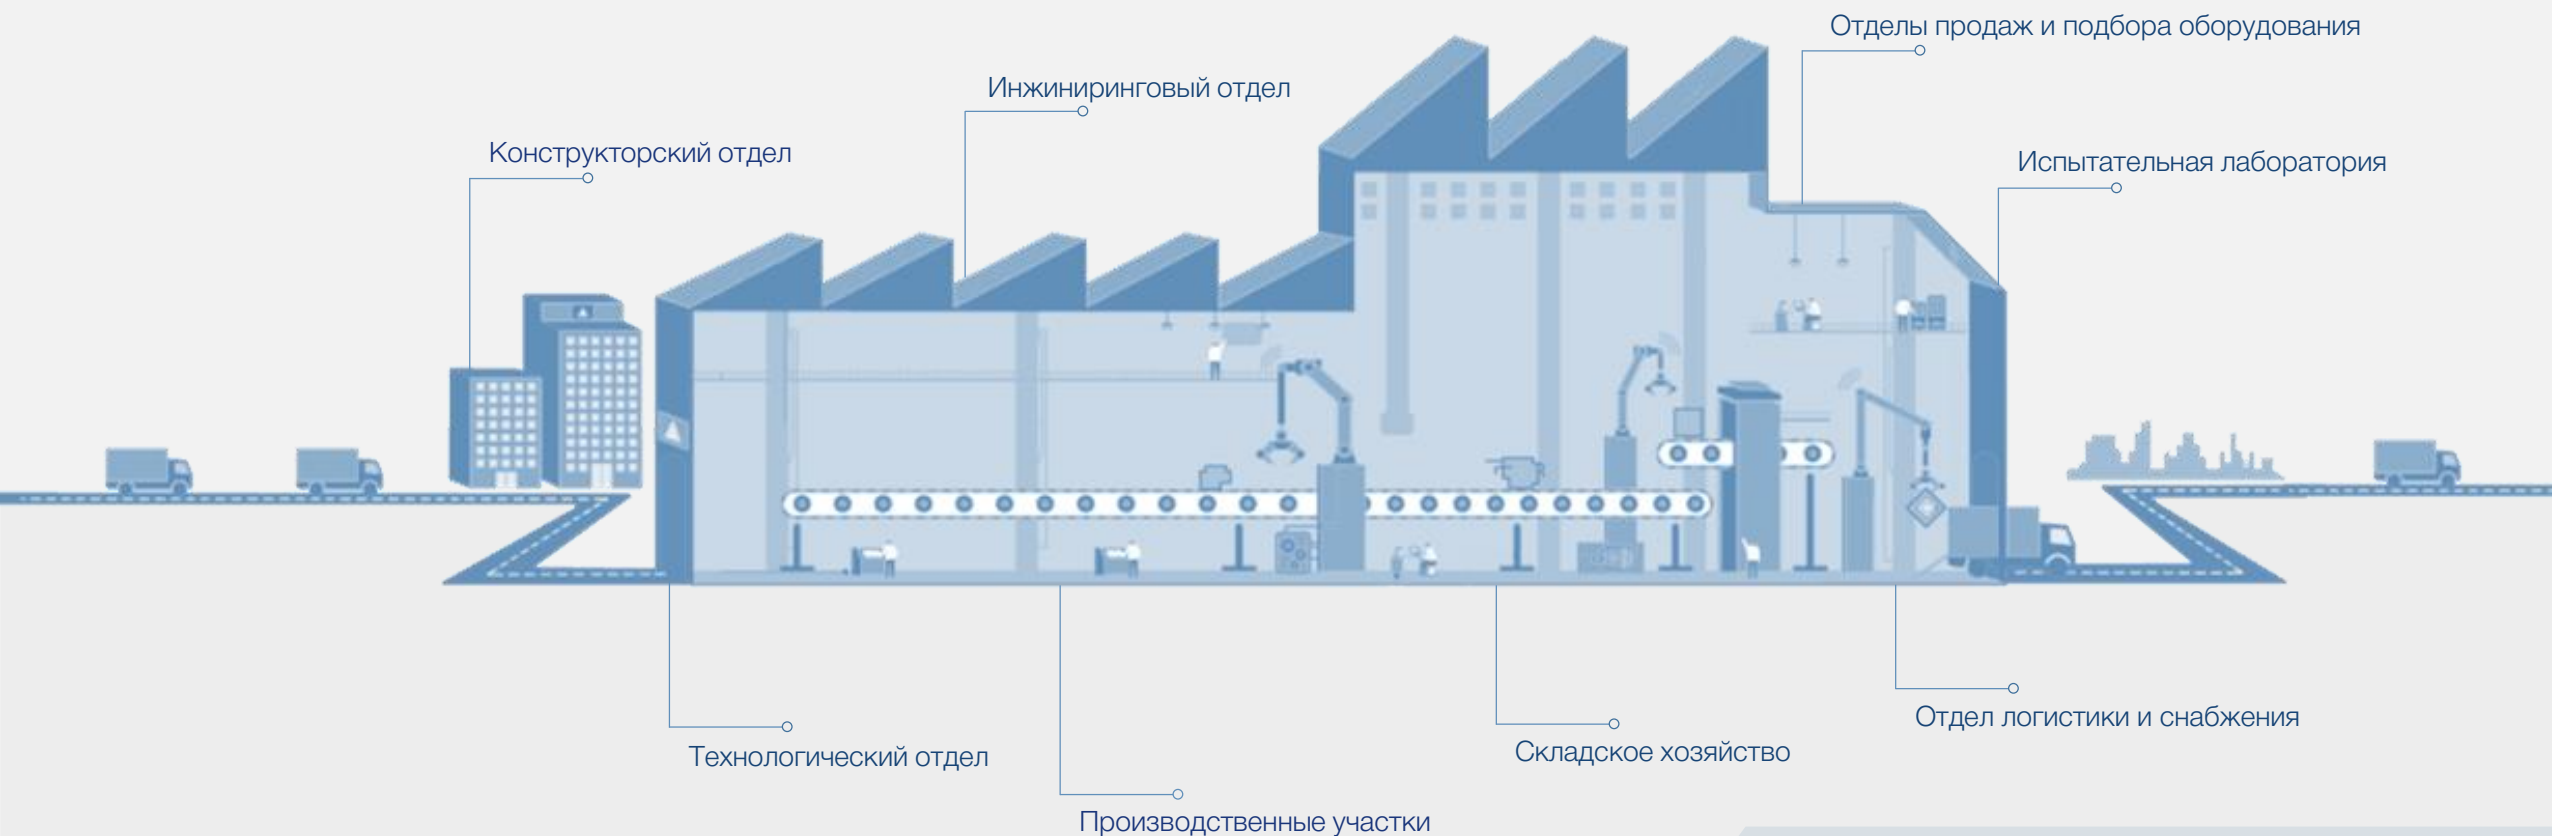 Отделы продаж и подбора оборудования
Инжиниринговый отдел
Конструкторский отдел
Испытательная лаборатория
Отдел логистики и снабжения
Технологический отдел
Складское хозяйство
Производственные участки